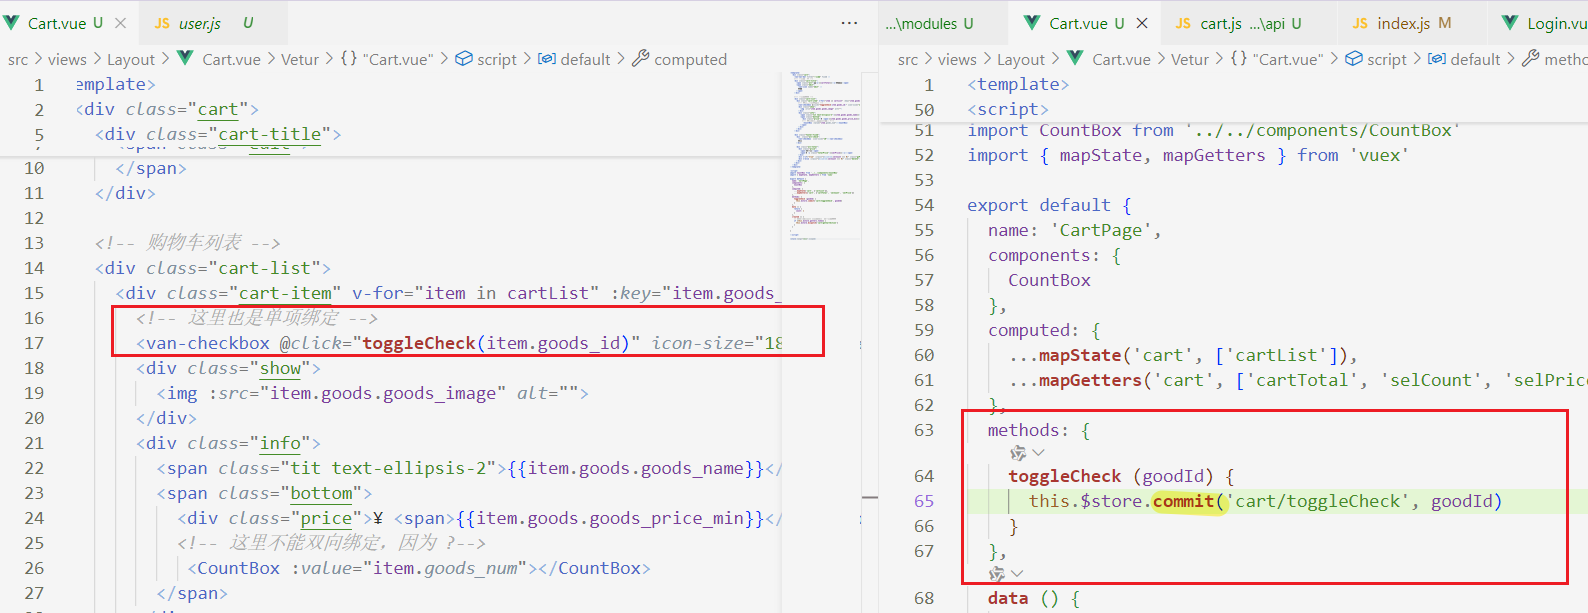 Cart.vue U
JS user.js U
...
src > views > Layout > Cart.vue > Vetur > {} "Cart.vue" > script > default > computed
1 emplate>
2 <div class="cart">
5 <div class="cart-title">
10 </span>
11 </div>
12
13 <!-- 购物车列表 -->
14 <div class="cart-list">
15 <div class="cart-item" v-for="item in cartList" :key="item.goods_
16 <!-- 这里也是单项绑定 -->
17 <van-checkbox @click="toggleCheck(item.goods_id)" icon-size="18
18 <div class="show">
19 <img :src="item.goods.goods_image" alt="">
20 </div>
21 <div class="info">
22 <span class="tit text-ellipsis-2">{{item.goods.goods_name}}</
23 <span class="bottom">
24 <div class="price">¥ <span>{{item.goods.goods_price_min}}</
25 <!-- 这里不能双向绑定，因为 ?-->
26 <CountBox :value="item.goods_num"></CountBox>
27 </span>
...\modules U
Cart.vue U
JS cart.js ...\api U
JS index.js M
Login.vu
src > views > Layout > Cart.vue > Vetur > {} "Cart.vue" > script > default > metho
1 <template>
50 <script>
51 import CountBox from '../../components/CountBox'
52 import { mapState, mapGetters } from 'vuex'
53
54 export default {
55 name: 'CartPage',
56 components: {
57 CountBox
58 },
59 computed: {
60 ...mapState('cart', ['cartList']),
61 ...mapGetters('cart', ['cartTotal', 'selCount', 'selPric
62 },
63 methods: {
64 toggleCheck (goodId) {
65 this.$store.commit('cart/toggleCheck', goodId)
66 }
67 },
68 data () {